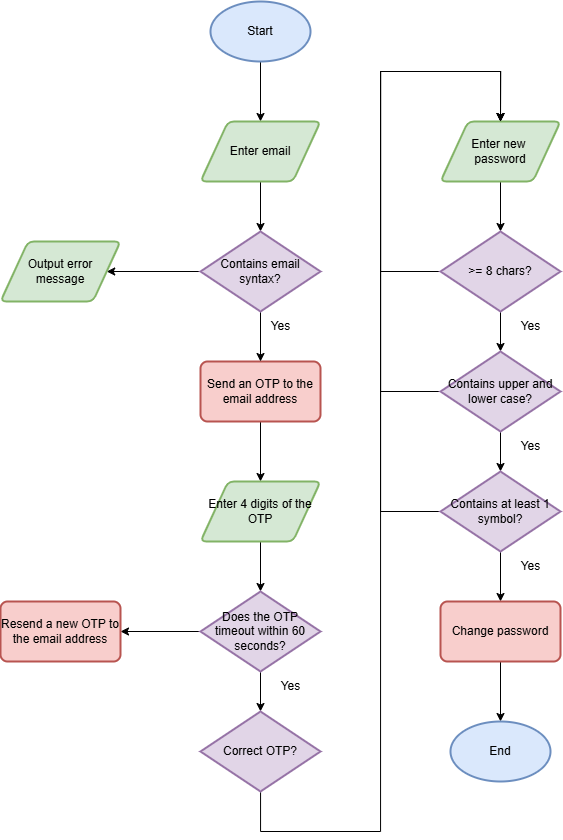 Start
Enter email
Contains email
syntax?
Output error
message
Yes
Send an OTP to the
email address
Enter 4 digits of the
OTP
Does the OTP
timeout within 60
seconds?
Resend a new OTP to
the email address
Yes
Correct OTP?
Enter new
password
>= 8 chars?
Yes
Contains upper and
lower case?
Yes
Contains at least 1
symbol?
Yes
Change password
End